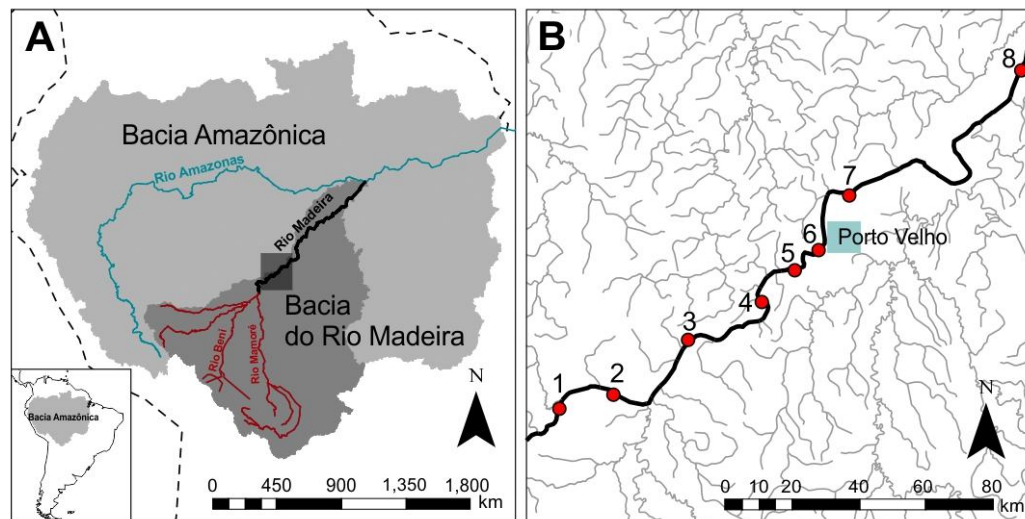 A
Bacia Amazônica
Rio Amazonas
Rio Madeira
Bacia
do Rio Madeira
Rio Beni
Rio Mamoré
Bacia Amazônica
N
0 450 900 1,350 1,800
km
B
8
7
6
Porto Velho
5
4
3
2
1
N
0 10 20 40 60 80
km